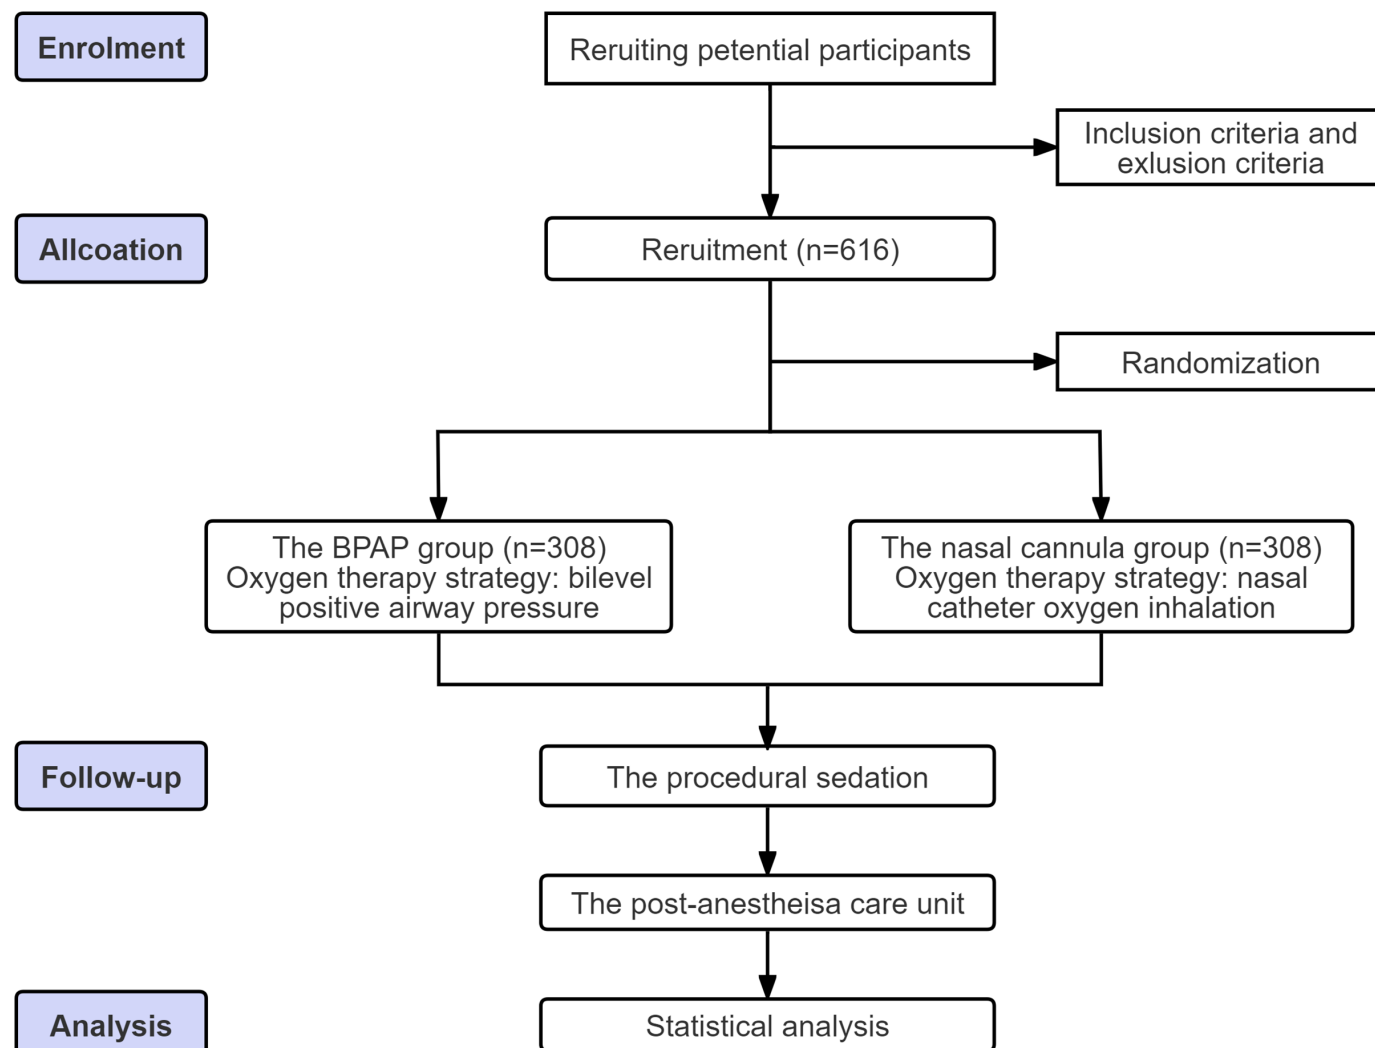 Enrolment
Reruiting petential participants
Inclusion criteria and
exlusion criteria
Allcoation
Reruitment (n=616)
Randomization
The BPAP group (n=308)
Oxygen therapy strategy: bilevel
positive airway pressure
The nasal cannula group (n=308)
Oxygen therapy strategy: nasal
catheter oxygen inhalation
Follow-up
The procedural sedation
The post-anestheisa care unit
Analysis
Statistical analysis